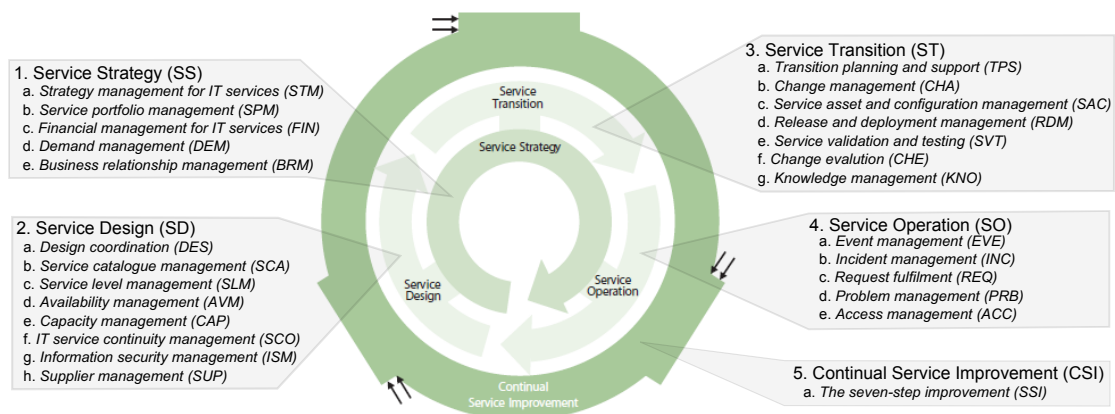 1. Service Strategy (SS)
a. Strategy management for IT services (STM)
b. Service portfolio management (SPM)
c. Financial management for IT services (FIN)
d. Demand management (DEM)
e. Business relationship management (BRM)
2. Service Design (SD)
a. Design coordination (DES)
b. Service catalogue management (SCA)
c. Service level management (SLM)
d. Availability management (AVM)
e. Capacity management (CAP)
f. IT service continuity management (SCO)
g. Information security management (ISM)
h. Supplier management (SUP)
Service
Transition
Service Strategy
Service
Design
Service
Operation
Continual
Service Improvement
3. Service Transition (ST)
a. Transition planning and support (TPS)
b. Change management (CHA)
c. Service asset and configuration management (SAC)
d. Release and deployment management (RDM)
e. Service validation and testing (SVT)
f. Change evalution (CHE)
g. Knowledge management (KNO)
4. Service Operation (SO)
a. Event management (EVE)
b. Incident management (INC)
c. Request fulfilment (REQ)
d. Problem management (PRB)
e. Access management (ACC)
5. Continual Service Improvement (CSI)
a. The seven-step improvement (SSI)